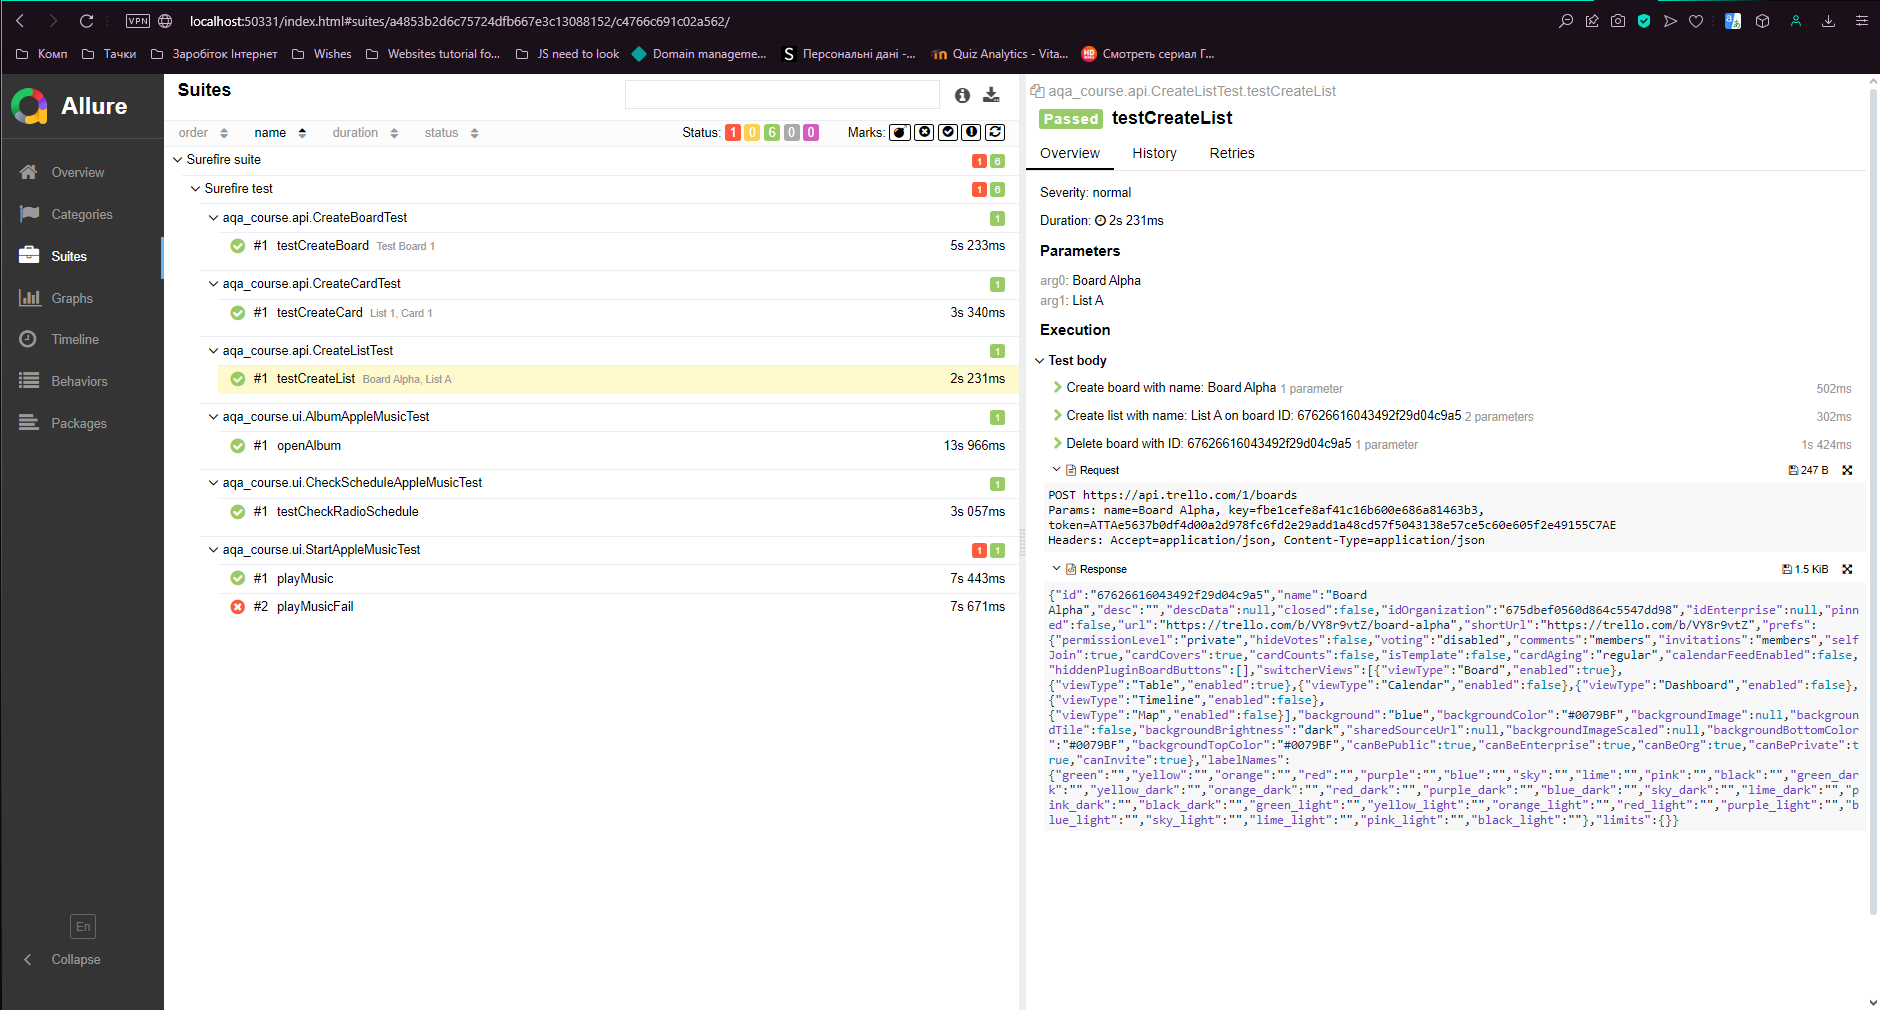 VPN localhost:50331/index.html#suites/a4853b2d6c75724dfb667e3c13088152/c4766c691c02a562/
Комп Тачки Заробіток Інтернет Wishes Websites tutorial fo... JS need to look Domain manageme... Персональні дані -... Quiz Analytics - Vita... Смотреть сериал Г...
Allure
Overview
Categories
Suites
Graphs
Timeline
Behaviors
Packages
En
Collapse
Suites
order name duration status Status: 1 0 6 0 0 Marks:
Surefire suite 1 6
Surefire test 1 6
aqa_course.api.CreateBoardTest 1
#1 testCreateBoard Test Board 1 5s 233ms
aqa_course.api.CreateCardTest 1
#1 testCreateCard List 1, Card 1 3s 340ms
aqa_course.api.CreateListTest 1
#1 testCreateList Board Alpha, List A 2s 231ms
aqa_course.ui.AlbumAppleMusicTest 1
#1 openAlbum 13s 966ms
aqa_course.ui.CheckScheduleAppleMusicTest 1
#1 testCheckRadioSchedule 3s 057ms
aqa_course.ui.StartAppleMusicTest 1 1
#1 playMusic 7s 443ms
#2 playMusicFail 7s 671ms
aqa_course.api.CreateListTest.testCreateList
Passed testCreateList
Overview History Retries
Severity: normal
Duration: 2s 231ms
Parameters
arg0: Board Alpha
arg1: List A
Execution
Test body
Create board with name: Board Alpha 1 parameter 502ms
Create list with name: List A on board ID: 67626616043492f29d04c9a5 2 parameters 302ms
Delete board with ID: 67626616043492f29d04c9a5 1 parameter 1s 424ms
Request 247 B
POST https://api.trello.com/1/boards
Params: name=Board Alpha, key=fbe1cefe8af41c16b600e686a81463b3,
token=ATTAe5637b0df4d00a2d978fc6fd2e29add1a48cd57f5043138e57ce5c60e605f2e49155C7AE
Headers: Accept=application/json, Content-Type=application/json
Response 1.5 KiB
{"id":"67626616043492f29d04c9a5","name":"Board
Alpha","desc":"","descData":null,"closed":false,"idOrganization":"675dbef0560d864c5547dd98","idEnterprise":null,"pinn
ed":false,"url":"https://trello.com/b/VY8r9vtZ/board-alpha","shortUrl":"https://trello.com/b/VY8r9vtZ","prefs":
{"permissionLevel":"private","hideVotes":false,"voting":"disabled","comments":"members","invitations":"members","self
Join":true,"cardCovers":true,"cardCounts":false,"isTemplate":false,"cardAging":"regular","calendarFeedEnabled":false,
"hiddenPluginBoardButtons":[],"switcherViews":[{"viewType":"Board","enabled":true},
{"viewType":"Table","enabled":true},{"viewType":"Calendar","enabled":false},{"viewType":"Dashboard","enabled":false},
{"viewType":"Timeline","enabled":false},
{"viewType":"Map","enabled":false}],"background":"blue","backgroundColor":"#0079BF","backgroundImage":null,"backgroun
dTile":false,"backgroundBrightness":"dark","sharedSourceUrl":null,"backgroundImageScaled":null,"backgroundBottomColor
":"#0079BF","backgroundTopColor":"#0079BF","canBePublic":true,"canBeEnterprise":true,"canBeOrg":true,"canBePrivate":t
rue,"canInvite":true},"labelNames":
{"green":"","yellow":"","orange":"","red":"","purple":"","blue":"","sky":"","lime":"","pink":"","black":"","green_dar
k":"","yellow_dark":"","orange_dark":"","red_dark":"","purple_dark":"","blue_dark":"","sky_dark":"","lime_dark":"","p
ink_dark":"","black_dark":"","green_light":"","yellow_light":"","orange_light":"","red_light":"","purple_light":"","b
lue_light":"","sky_light":"","lime_light":"","pink_light":"","black_light":""},"limits":{}}